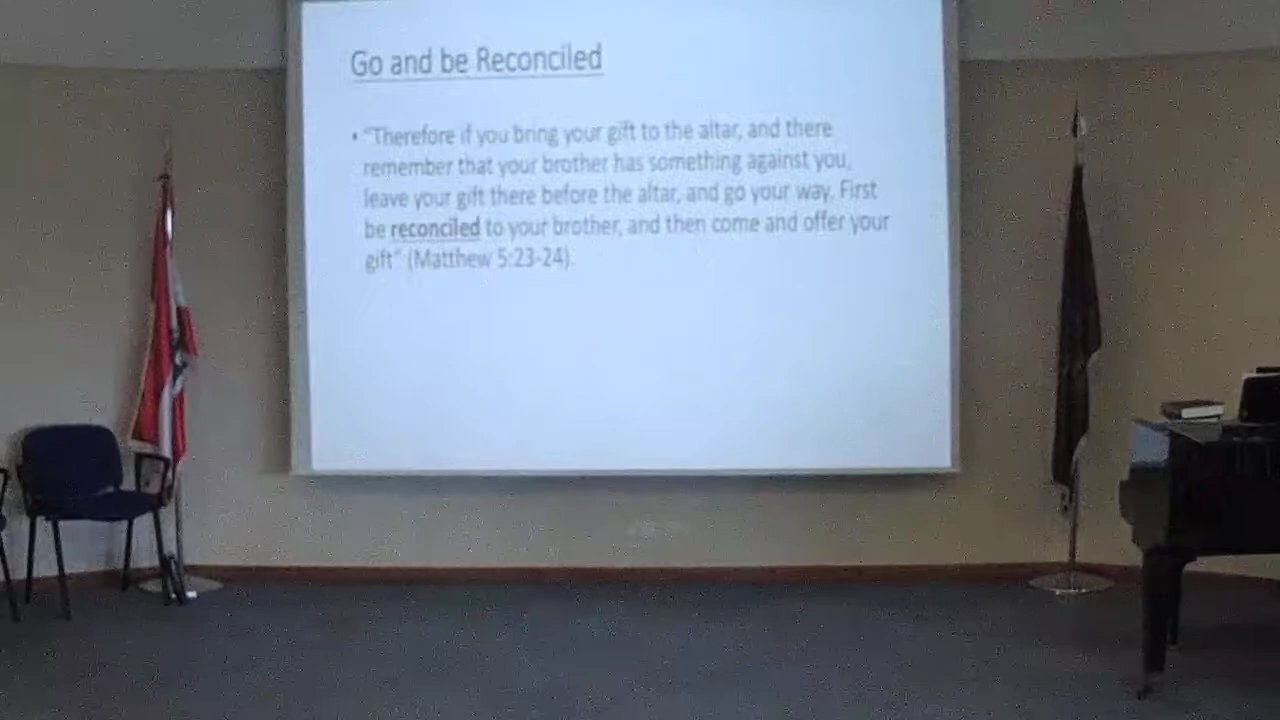 Go and be Reconciled
• "Therefore if you bring your gift to the altar, and there
remember that your brother has something against you,
leave your gift there before the altar, and go your way. First
be reconciled to your brother, and then come and offer your
gift" (Matthew 5:23-24).